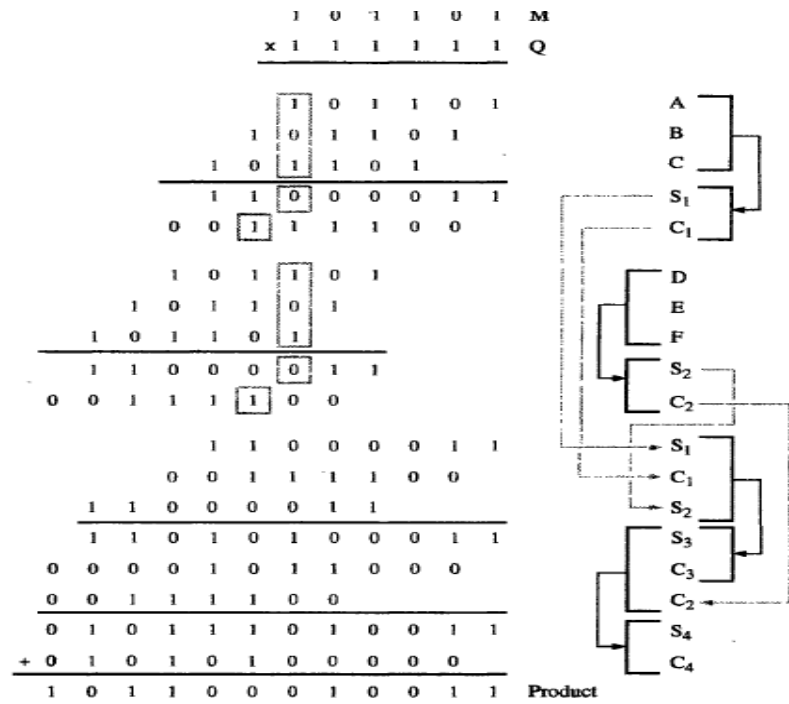 1 0 1 1 0 1 M
x 1 1 1 1 1 1 Q
1 0 1 1 0 1 A
1 0 1 1 0 1 B
1 0 1 1 0 1 C
1 1 0 0 0 0 1 1 S₁
0 0 1 1 1 1 0 0 C₁
1 0 1 1 0 1 D
1 0 1 1 0 1 E
1 0 1 1 0 1 F
1 1 0 0 0 0 1 1 S₂
0 0 1 1 1 1 0 0 C₂
1 1 0 0 0 0 1 1 S₁
0 0 1 1 1 1 0 0 C₁
1 1 0 0 0 0 1 1 S₂
1 1 0 1 0 1 0 0 0 1 1 S₃
0 0 0 0 1 0 1 1 0 0 0 C₃
0 0 1 1 1 1 0 0 C₂
0 1 0 1 1 1 0 1 0 0 1 1 S₄
+ 0 1 0 1 0 1 0 0 0 0 0 C₄
1 0 1 1 0 0 0 1 0 0 1 1 Product